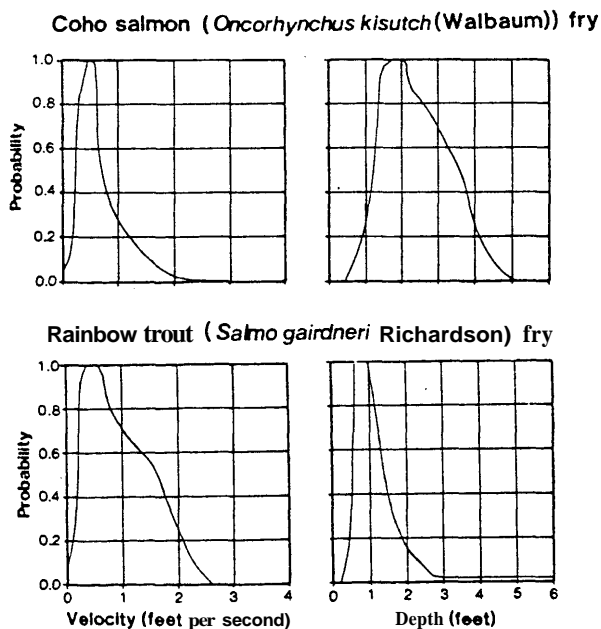 Coho salmon (Oncorhynchus kisutch (Walbaum)) fry
1.0
0.8
0.6
0.4
0.2
0.0
Probability
Rainbow trout (Salmo gairdneri Richardson) fry
1.0
0.8
0.6
0.4
0.2
0.0
Probability
0 1 2 3 4
0 1 2 3 4 5 6
Velocity (feet per second)
Depth (feet)